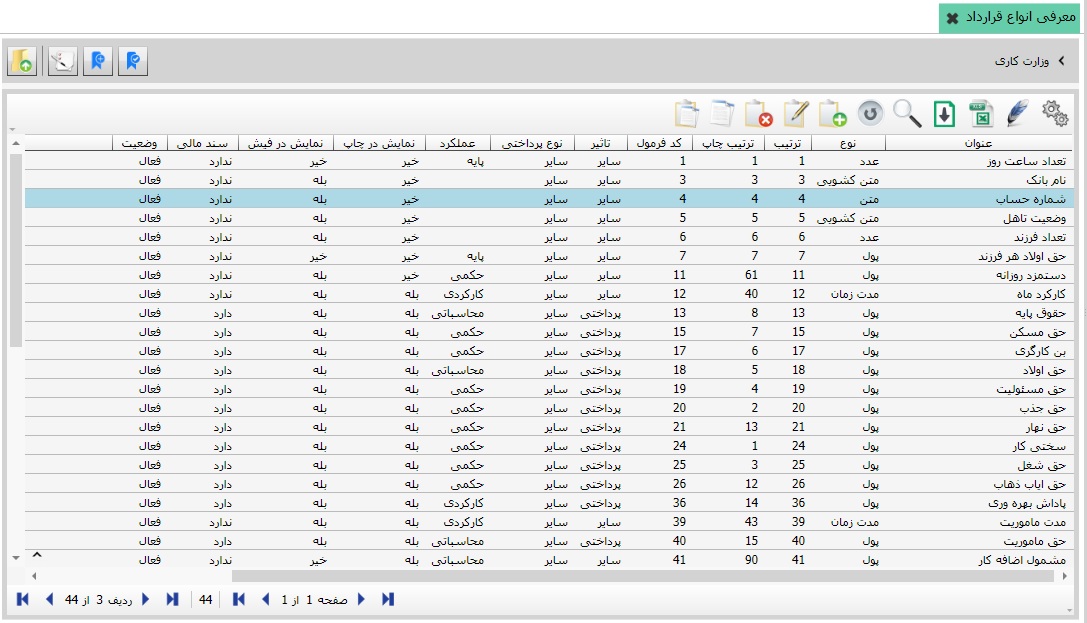 معرفی انواع قرارداد
وزارت کاری
عنوان نوع ترتیب ترتیب چاپ کد فرمول تاثیر نوع پرداختی عملکرد نمایش در چاپ نمایش در فیش سند مالی وضعیت
تعداد ساعت روز عدد 1 1 1 سایر سایر پایه خیر خیر ندارد فعال
نام بانک متن کشویی 3 3 3 سایر سایر خیر بله ندارد فعال
شماره حساب متن 4 4 4 سایر سایر خیر بله ندارد فعال
وضعیت تاهل متن کشویی 5 5 5 سایر سایر خیر بله ندارد فعال
تعداد فرزند عدد 6 6 6 سایر سایر خیر بله ندارد فعال
حق اولاد هر فرزند پول 7 7 7 سایر سایر پایه خیر خیر ندارد فعال
دستمزد روزانه پول 11 61 11 سایر سایر حکمی خیر بله ندارد فعال
کارکرد ماه مدت زمان 12 40 12 سایر سایر کارکردی بله بله ندارد فعال
حقوق پایه پول 13 8 13 پرداختی سایر محاسباتی بله بله دارد فعال
حق مسکن پول 15 7 15 پرداختی سایر حکمی بله بله دارد فعال
بن کارگری پول 17 6 17 پرداختی سایر حکمی بله بله دارد فعال
حق اولاد پول 18 5 18 پرداختی سایر محاسباتی بله بله دارد فعال
حق مسئولیت پول 19 4 19 پرداختی سایر حکمی بله بله دارد فعال
حق جذب پول 20 2 20 پرداختی سایر حکمی بله بله دارد فعال
حق نهار پول 21 13 21 پرداختی سایر حکمی بله بله دارد فعال
سختی کار پول 24 1 24 پرداختی سایر حکمی بله بله دارد فعال
حق شغل پول 25 3 25 پرداختی سایر حکمی بله بله دارد فعال
حق ایاب ذهاب پول 26 12 26 پرداختی سایر حکمی بله بله دارد فعال
پاداش بهره وری پول 36 14 36 پرداختی سایر کارکردی بله بله دارد فعال
مدت ماموریت مدت زمان 39 43 39 سایر سایر کارکردی بله بله ندارد فعال
حق ماموریت پول 40 15 40 پرداختی سایر محاسباتی بله بله دارد فعال
مشمول اضافه کار پول 41 90 41 سایر سایر محاسباتی بله خیر ندارد فعال
صفحه 1 از 1 44 ردیف 3 از 44